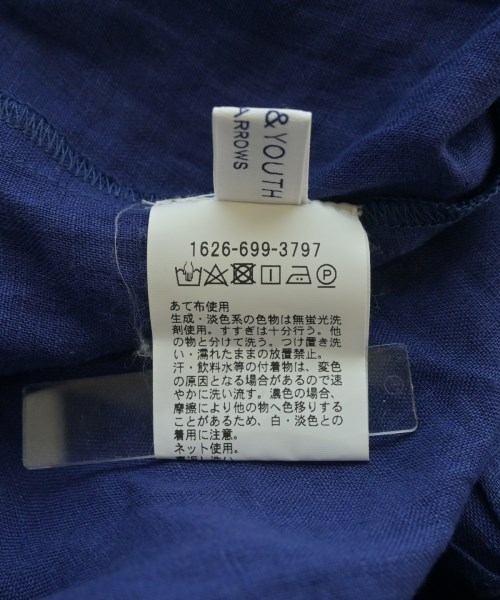 & YOUTH
ARROWS
1626-699-3797
P
あて布使用
生成・淡色系の色物は無蛍光洗
剤使用。すすぎは十分行う。他
の物と分けて洗う。つけ置き洗
い・濡れたままの放置禁止。
汗・飲料水等の付着物は、変色
の原因となる場合があるので速
やかに洗い流す。濃色の場合、
摩擦により他の物へ色移りする
ことがあるため、白・淡色との
着用に注意。
ネット使用。
裏返し洗い